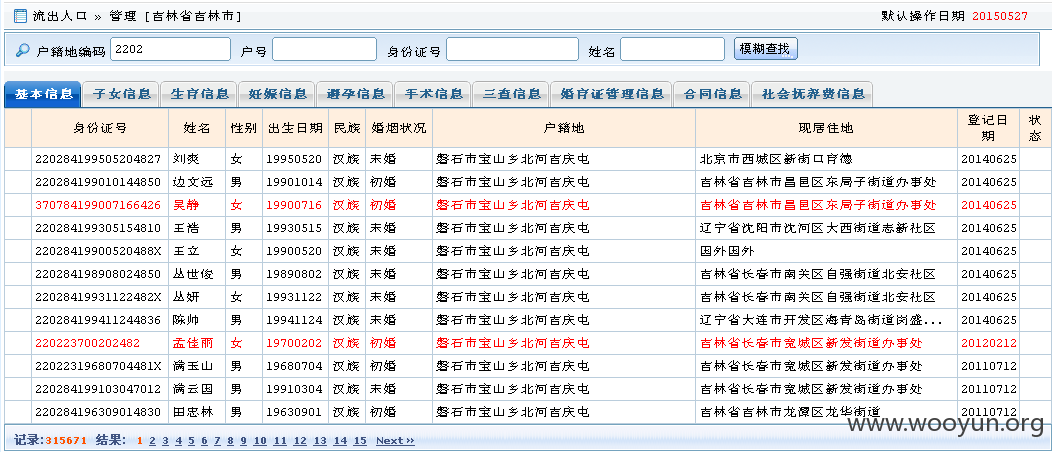 流出人口 » 管理 [吉林省吉林市] 默认操作日期 20150527
户籍地编码 2202 户号 身份证号 姓名 模糊查找
基本信息 子女信息 生育信息 妊娠信息 避孕信息 手术信息 三查信息 婚育证管理信息 合同信息 社会抚养费信息
身份证号 姓名 性别 出生日期 民族 婚姻状况 户籍地 现居住地 登记日期 状态
220284199505204827 刘爽 女 19950520 汉族 未婚 磐石市宝山乡北河吉庆屯 北京市西城区新街口育德 20140625
220284199010144850 边文远 男 19901014 汉族 初婚 磐石市宝山乡北河吉庆屯 吉林省吉林市昌邑区东局子街道办事处 20140625
370784199007166426 吴静 女 19900716 汉族 初婚 磐石市宝山乡北河吉庆屯 吉林省吉林市昌邑区东局子街道办事处 20140625
220284199305154810 王浩 男 19930515 汉族 未婚 磐石市宝山乡北河吉庆屯 辽宁省沈阳市沈河区大西街道志新社区 20140625
22028419900520488X 王立 女 19900520 汉族 未婚 磐石市宝山乡北河吉庆屯 国外国外 20140625
220284198908024850 丛世俊 男 19890802 汉族 未婚 磐石市宝山乡北河吉庆屯 吉林省长春市南关区自强街道北安社区 20140625
22028419931122482X 丛妍 女 19931122 汉族 未婚 磐石市宝山乡北河吉庆屯 吉林省长春市南关区自强街道北安社区 20140625
220284199411244836 陈帅 男 19941124 汉族 未婚 磐石市宝山乡北河吉庆屯 辽宁省大连市开发区海青岛街道岗盛... 20140625
220223700202482 孟佳丽 女 19700202 汉族 初婚 磐石市宝山乡北河吉庆屯 吉林省长春市宽城区新发街道办事处 20120212
22022319680704481X 满玉山 男 19680704 汉族 初婚 磐石市宝山乡北河吉庆屯 吉林省长春市宽城区新发街道办事处 20110712
220284199103047012 满云国 男 19910304 汉族 未婚 磐石市宝山乡北河吉庆屯 吉林省长春市宽城区新发街道办事处 20110712
220284196309014830 田忠林 男 19630901 汉族 初婚 磐石市宝山乡北河吉庆屯 吉林省吉林市龙潭区龙华街道 20110712
记录:315671 结果: 1 2 3 4 5 6 7 8 9 10 11 12 13 14 15 Next››
www.wooyun.org